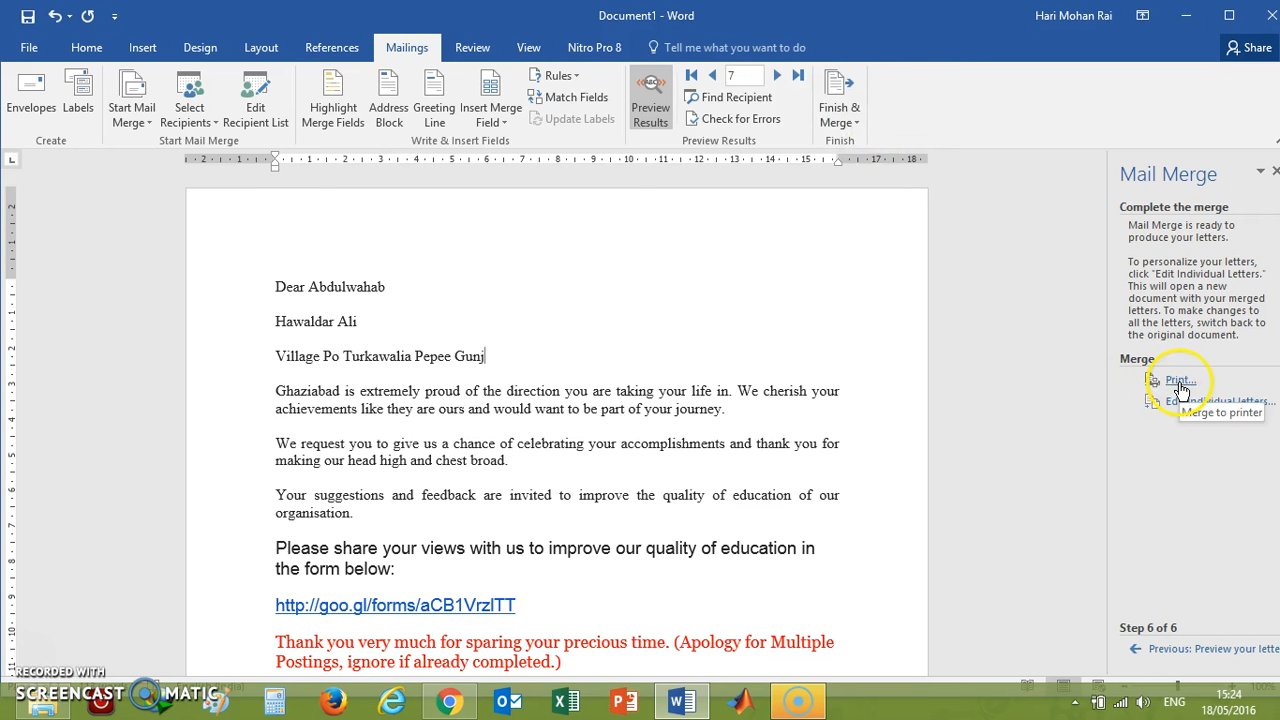 Document1 - Word
Hari Mohan Rai
File Home Insert Design Layout References Mailings Review View Nitro Pro 8 Tell me what you want to do Share
Envelopes
Labels
Create
Start Mail
Merge
Select
Recipients
Edit
Recipient List
Start Mail Merge
Highlight
Merge Fields
Address
Block
Greeting
Line
Insert Merge
Field
Rules
Match Fields
Update Labels
Write & Insert Fields
Preview
Results
7
Find Recipient
Check for Errors
Preview Results
Finish &
Merge
Finish
Dear Abdulwahab
Hawaldar Ali
Village Po Turkawalia Pepee Gunj
Ghaziabad is extremely proud of the direction you are taking your life in. We cherish your
achievements like they are ours and would want to be part of your journey.
We request you to give us a chance of celebrating your accomplishments and thank you for
making our head high and chest broad.
Your suggestions and feedback are invited to improve the quality of education of our
organisation.
Please share your views with us to improve our quality of education in
the form below:
http://goo.gl/forms/aCB1VrzlTT
Thank you very much for sparing your precious time. (Apology for Multiple
Postings, ignore if already completed.)
Mail Merge
Complete the merge
Mail Merge is ready to
produce your letters.
To personalize your letters,
click "Edit Individual Letters."
This will open a new
document with your merged
letters. To make changes to
all the letters, switch back to
the original document.
Merge
Print...
Edit individual letters...
Merge to printer
Step 6 of 6
Previous: Preview your lette
RECORDED WITH
SCREENCAST MATIC
ENG
15:24
18/05/2016